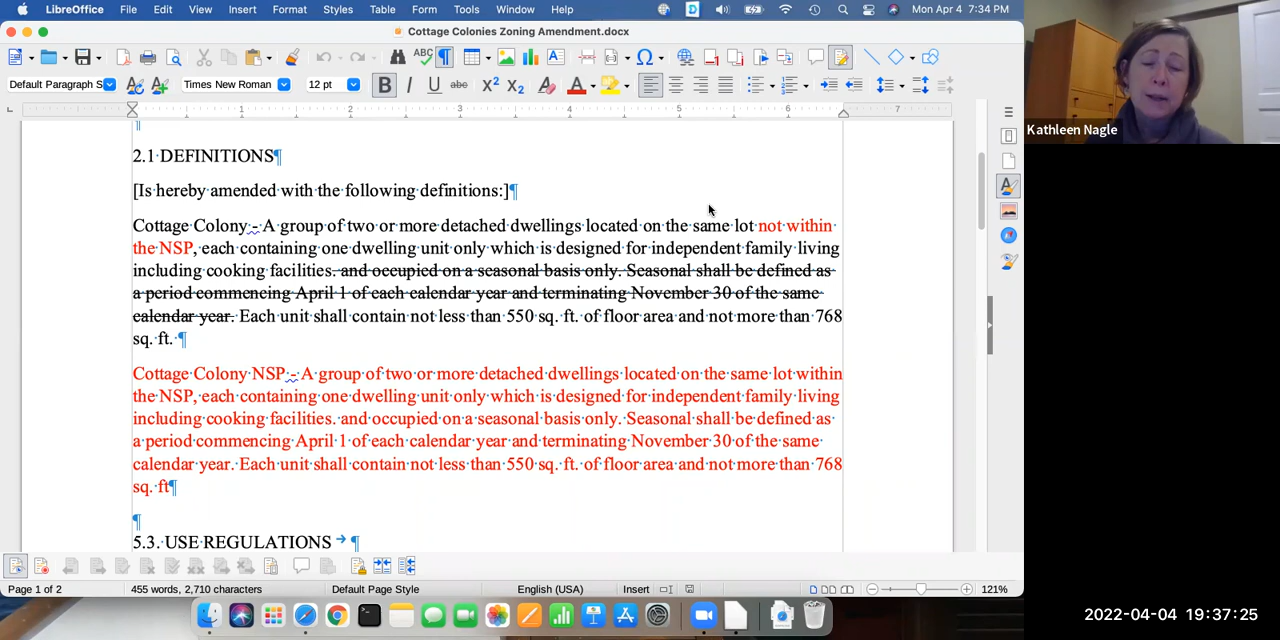 LibreOffice File Edit View Insert Format Styles Table Form Tools Window Help Mon Apr 4 7:34 PM
Cottage Colonies Zoning Amendment.docx
Default Paragraph S Times New Roman 12 pt
1 2 3 4 5 6 7
2.1 DEFINITIONS¶
[Is hereby amended with the following definitions:]¶
Cottage Colony - A group of two or more detached dwellings located on the same lot not within
the NSP, each containing one dwelling unit only which is designed for independent family living
including cooking facilities. and occupied on a seasonal basis only. Seasonal shall be defined as
a period commencing April 1 of each calendar year and terminating November 30 of the same
calendar year. Each unit shall contain not less than 550 sq. ft. of floor area and not more than 768
sq. ft. ¶
Cottage Colony NSP - A group of two or more detached dwellings located on the same lot within
the NSP, each containing one dwelling unit only which is designed for independent family living
including cooking facilities. and occupied on a seasonal basis only. Seasonal shall be defined as
a period commencing April 1 of each calendar year and terminating November 30 of the same
calendar year. Each unit shall contain not less than 550 sq. ft. of floor area and not more than 768
sq. ft¶
¶
5.3. USE REGULATIONS → ¶
Page 1 of 2 455 words, 2,710 characters Default Page Style English (USA) Insert 121%
Kathleen Nagle
2022-04-04 19:37:25